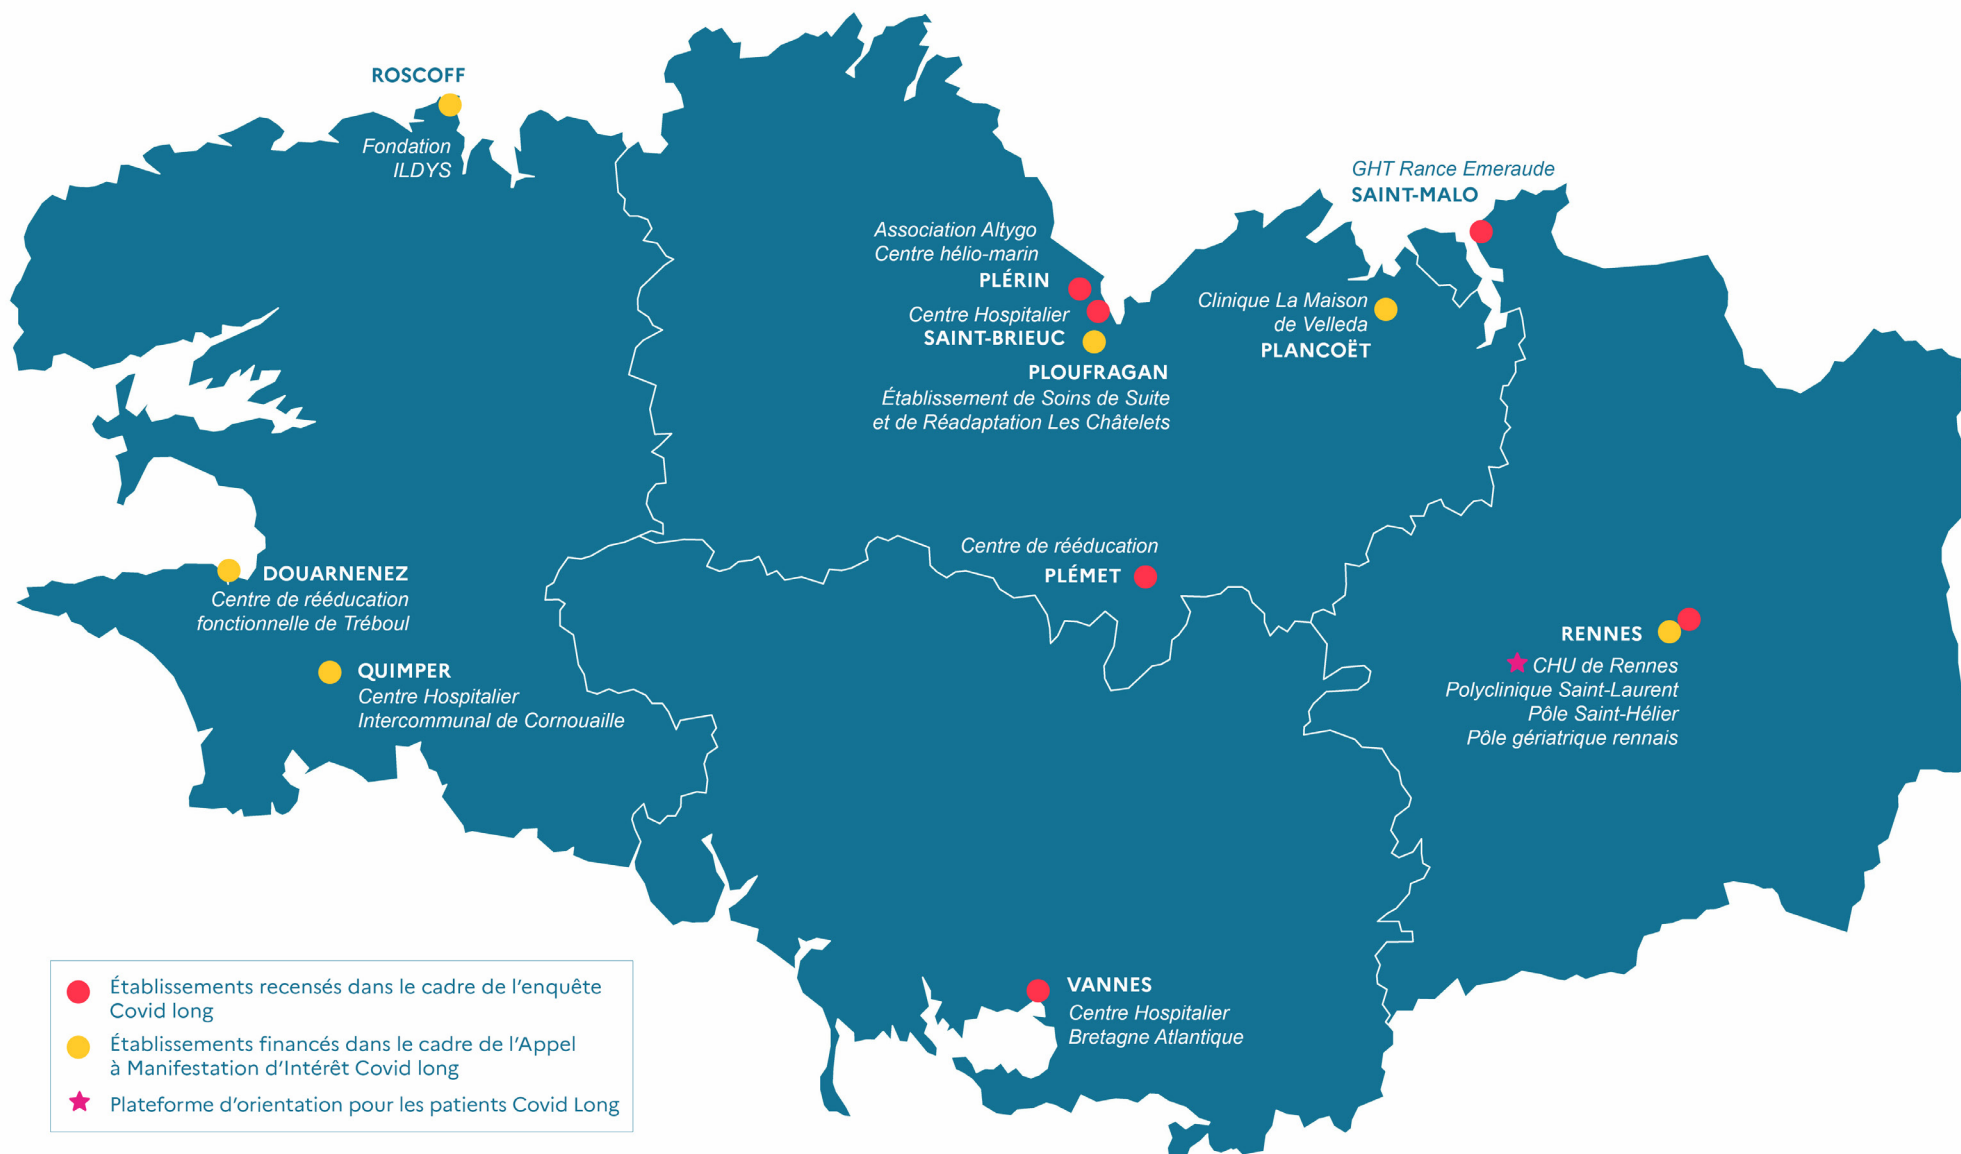 ROSCOFF
Fondation
ILDYS
GHT Rance Emeraude
SAINT-MALO
Association Altygo
Centre hélio-marin
PLÉRIN
Centre Hospitalier
SAINT-BRIEUC
PLOUFRAGAN
Établissement de Soins de Suite
et de Réadaptation Les Châtelets
Clinique La Maison
de Velleda
PLANCOËT
Centre de rééducation
PLÉMET
DOUARNENEZ
Centre de rééducation
fonctionnelle de Tréboul
QUIMPER
Centre Hospitalier
Intercommunal de Cornouaille
RENNES
CHU de Rennes
Polyclinique Saint-Laurent
Pôle Saint-Hélier
Pôle gériatrique rennais
VANNES
Centre Hospitalier
Bretagne Atlantique
Établissements recensés dans le cadre de l'enquête
Covid long
Établissements financés dans le cadre de l'Appel
à Manifestation d'Intérêt Covid long
Plateforme d'orientation pour les patients Covid Long